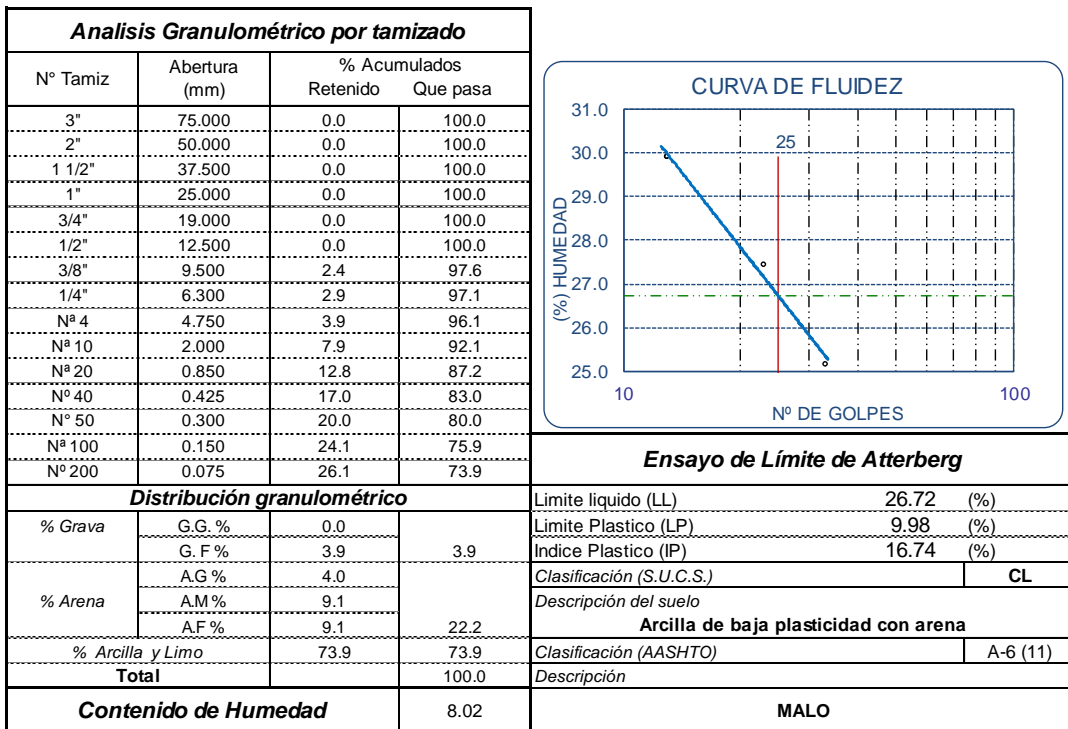 Analisis Granulométrico por tamizado
N° Tamiz Abertura (mm) % Acumulados
Retenido Que pasa
3" 75.000 0.0 100.0
2" 50.000 0.0 100.0
1 1/2" 37.500 0.0 100.0
1" 25.000 0.0 100.0
3/4" 19.000 0.0 100.0
1/2" 12.500 0.0 100.0
3/8" 9.500 2.4 97.6
1/4" 6.300 2.9 97.1
Nª 4 4.750 3.9 96.1
Nª 10 2.000 7.9 92.1
Nª 20 0.850 12.8 87.2
Nº 40 0.425 17.0 83.0
N° 50 0.300 20.0 80.0
Nª 100 0.150 24.1 75.9
Nº 200 0.075 26.1 73.9
Distribución granulométrico
% Grava G.G. % 0.0
G. F % 3.9 3.9
A.G % 4.0
% Arena A.M % 9.1
A.F % 9.1 22.2
% Arcilla y Limo 73.9 73.9
Total 100.0
Contenido de Humedad 8.02
CURVA DE FLUIDEZ
31.0
30.0
29.0
28.0
27.0
26.0
25.0
(%) HUMEDAD
25
10 100
Nº DE GOLPES
Ensayo de Límite de Atterberg
Limite liquido (LL) 26.72 (%)
Limite Plastico (LP) 9.98 (%)
Indice Plastico (IP) 16.74 (%)
Clasificación (S.U.C.S.) CL
Descripción del suelo
Arcilla de baja plasticidad con arena
Clasificación (AASHTO) A-6 (11)
Descripción
MALO